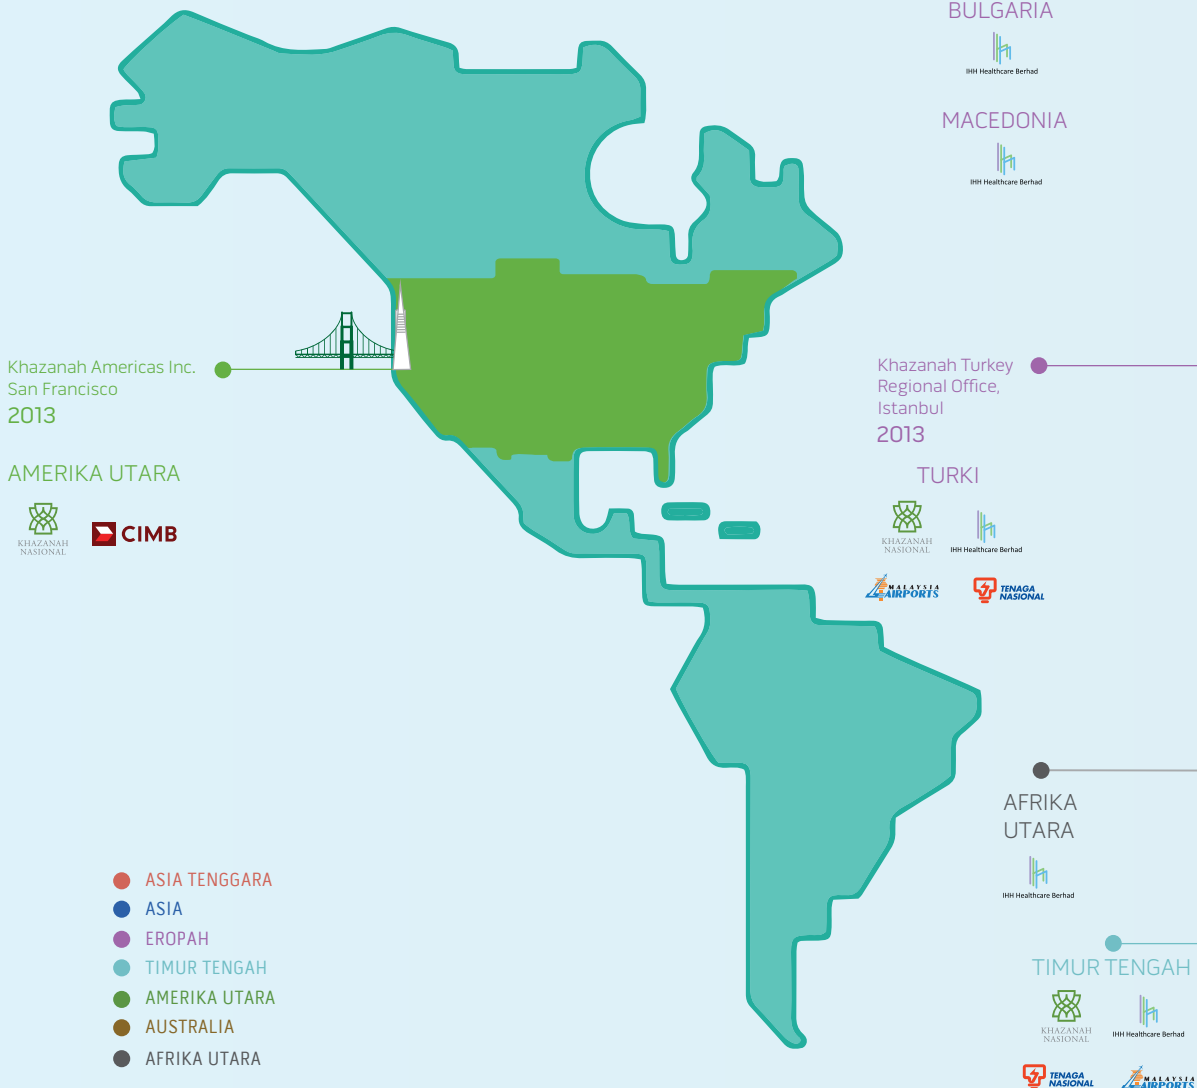 BULGARIA
IHH Healthcare Berhad
MACEDONIA
IHH Healthcare Berhad
Khazanah Americas Inc.
San Francisco
2013
AMERIKA UTARA
KHAZANAH
NASIONAL
CIMB
Khazanah Turkey
Regional Office,
Istanbul
2013
TURKI
KHAZANAH
NASIONAL
IHH Healthcare Berhad
MALAYSIA
AIRPORTS
TENAGA
NASIONAL
AFRIKA
UTARA
IHH Healthcare Berhad
TIMUR TENGAH
KHAZANAH
NASIONAL
IHH Healthcare Berhad
TENAGA
NASIONAL
MALAYSIA
AIRPORTS
ASIA TENGGARA
ASIA
EROPAH
TIMUR TENGAH
AMERIKA UTARA
AUSTRALIA
AFRIKA UTARA